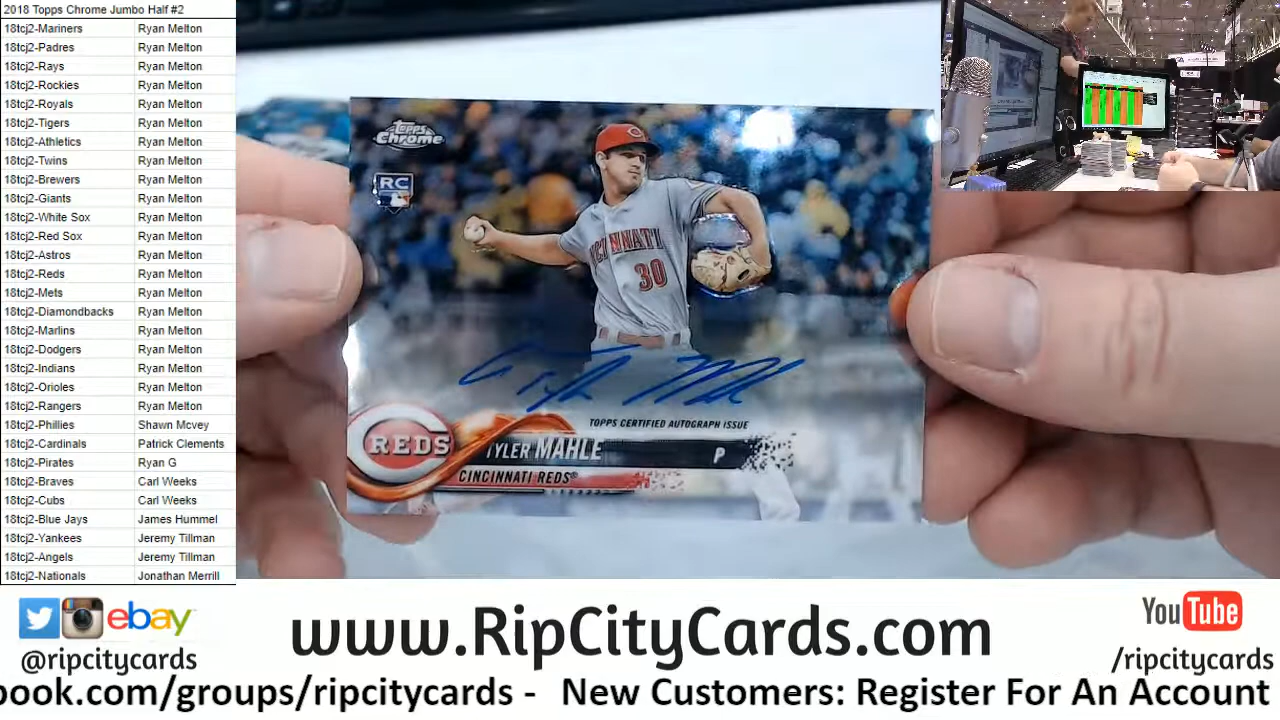 2018 Topps Chrome Jumbo Half #2
18tcj2-Mariners Ryan Melton
18tcj2-Padres Ryan Melton
18tcj2-Rays Ryan Melton
18tcj2-Rockies Ryan Melton
18tcj2-Royals Ryan Melton
18tcj2-Tigers Ryan Melton
18tcj2-Athletics Ryan Melton
18tcj2-Twins Ryan Melton
18tcj2-Brewers Ryan Melton
18tcj2-Giants Ryan Melton
18tcj2-White Sox Ryan Melton
18tcj2-Red Sox Ryan Melton
18tcj2-Astros Ryan Melton
18tcj2-Reds Ryan Melton
18tcj2-Mets Ryan Melton
18tcj2-Diamondbacks Ryan Melton
18tcj2-Marlins Ryan Melton
18tcj2-Dodgers Ryan Melton
18tcj2-Indians Ryan Melton
18tcj2-Orioles Ryan Melton
18tcj2-Rangers Ryan Melton
18tcj2-Phillies Shawn Mcvey
18tcj2-Cardinals Patrick Clements
18tcj2-Pirates Ryan G
18tcj2-Braves Carl Weeks
18tcj2-Cubs Carl Weeks
18tcj2-Blue Jays James Hummel
18tcj2-Yankees Jeremy Tillman
18tcj2-Angels Jeremy Tillman
18tcj2-Nationals Jonathan Merrill
Topps
Chrome
RC
CINCINNATI
30
TOPPS CERTIFIED AUTOGRAPH ISSUE
REDS
TYLER MAHLE P
CINCINNATI REDS
ebay
@ripcitycards
www.RipCityCards.com
YouTube
/ripcitycards
book.com/groups/ripcitycards - New Customers: Register For An Account